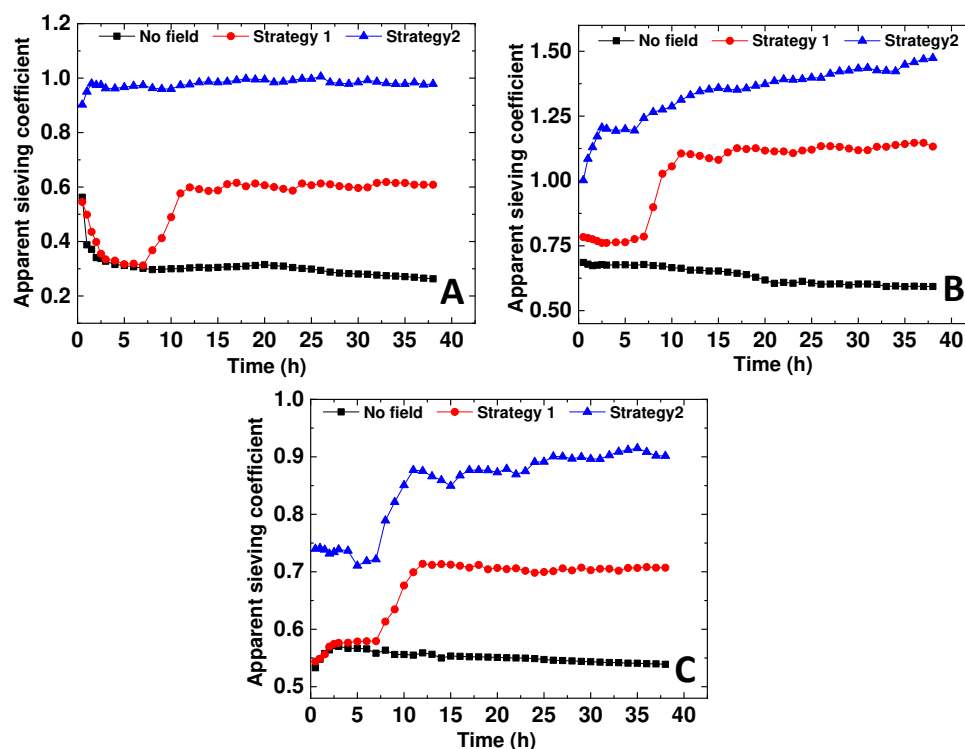 No field Strategy 1 Strategy2
Apparent sieving coefficient
1.2
1.0
0.8
0.6
0.4
0.2
0 5 10 15 20 25 30 35 40
Time (h)
A
No field Strategy 1 Strategy2
Apparent sieving coefficient
1.50
1.25
1.00
0.75
0.50
0 5 10 15 20 25 30 35 40
Time (h)
B
No field Strategy 1 Strategy2
Apparent sieving coefficient
1.0
0.9
0.8
0.7
0.6
0.5
0 5 10 15 20 25 30 35 40
Time (h)
C